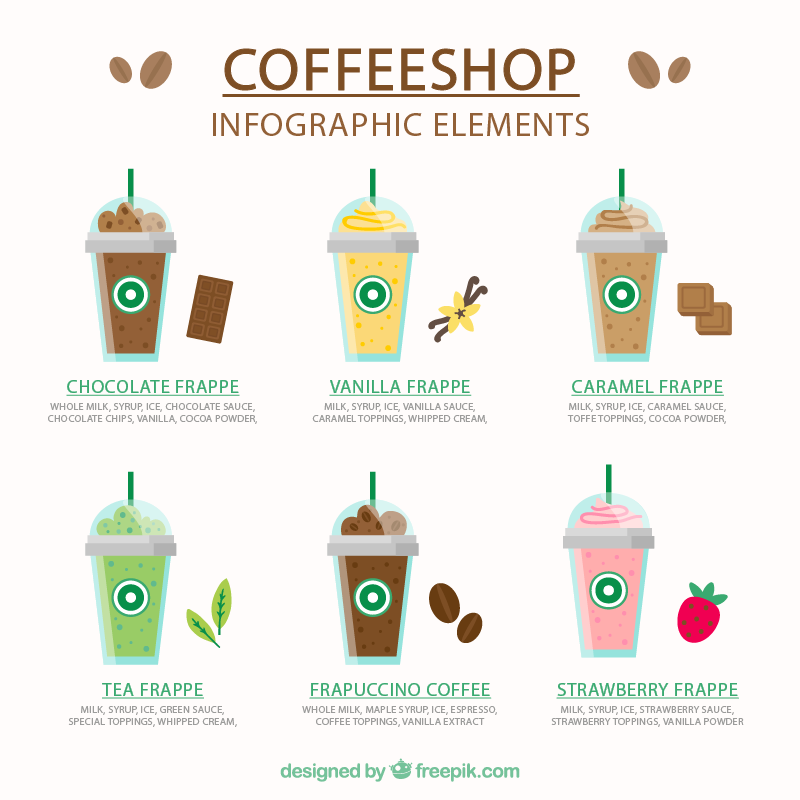 COFFEESHOP
INFOGRAPHIC ELEMENTS
CHOCOLATE FRAPPE
WHOLE MILK, SYRUP, ICE, CHOCOLATE SAUCE,
CHOCOLATE CHIPS, VANILLA, COCOA POWDER,
VANILLA FRAPPE
MILK, SYRUP, ICE, VANILLA SAUCE,
CARAMEL TOPPINGS, WHIPPED CREAM,
CARAMEL FRAPPE
MILK, SYRUP, ICE, CARAMEL SAUCE,
TOFFE TOPPINGS, COCOA POWDER,
TEA FRAPPE
MILK, SYRUP, ICE, GREEN SAUCE,
SPECIAL TOPPINGS, WHIPPED CREAM,
FRAPUCCINO COFFEE
WHOLE MILK, MAPLE SYRUP, ICE, ESPRESSO,
COFFEE TOPPINGS, VANILLA EXTRACT
STRAWBERRY FRAPPE
MILK, SYRUP, ICE, STRAWBERRY SAUCE,
STRAWBERRY TOPPINGS, VANILLA POWDER
designed by freepik.com